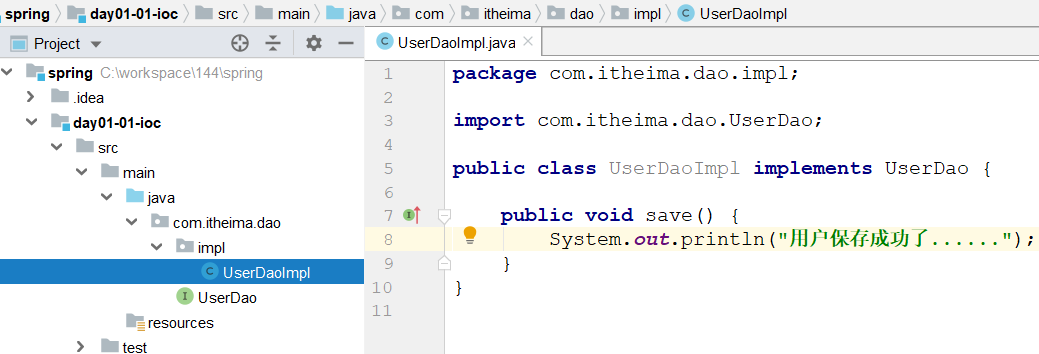 spring day01-01-ioc src main java com itheima dao impl UserDaoImpl
Project
spring C:\workspace\144\spring
.idea
day01-01-ioc
src
main
java
com.itheima.dao
impl
UserDaoImpl
UserDao
resources
test
UserDaoImpl.java
1 package com.itheima.dao.impl;
2
3 import com.itheima.dao.UserDao;
4
5 public class UserDaoImpl implements UserDao {
6
7 public void save() {
8 System.out.println("用户保存成功了......");
9 }
10 }
11